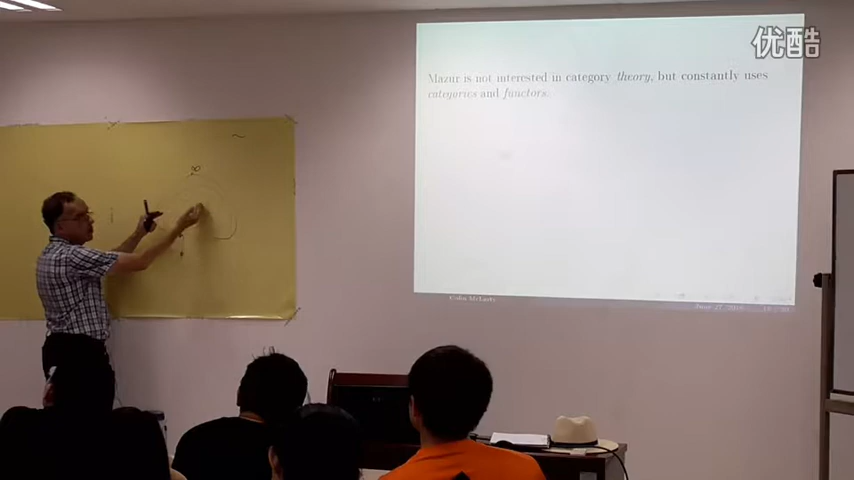 优酷
Mazur is not interested in category theory, but constantly uses
categories and functors.
∞
Colin McLarty